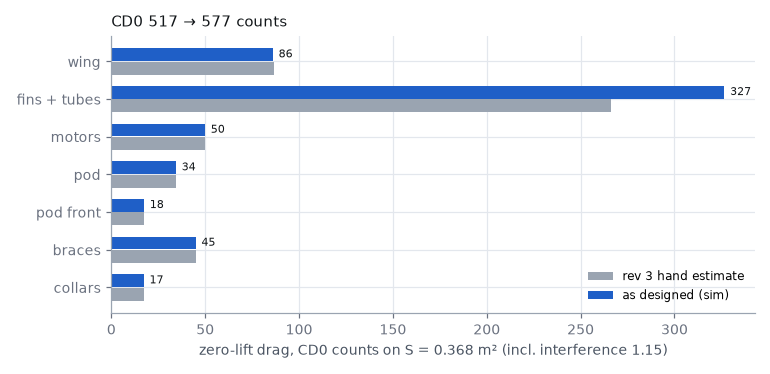 CD0 517 → 577 counts
wing
86
fins + tubes
327
motors
50
pod
34
pod front
18
braces
45
collars
17
rev 3 hand estimate
as designed (sim)
0 50 100 150 200 250 300
zero-lift drag, CD0 counts on S = 0.368 m² (incl. interference 1.15)